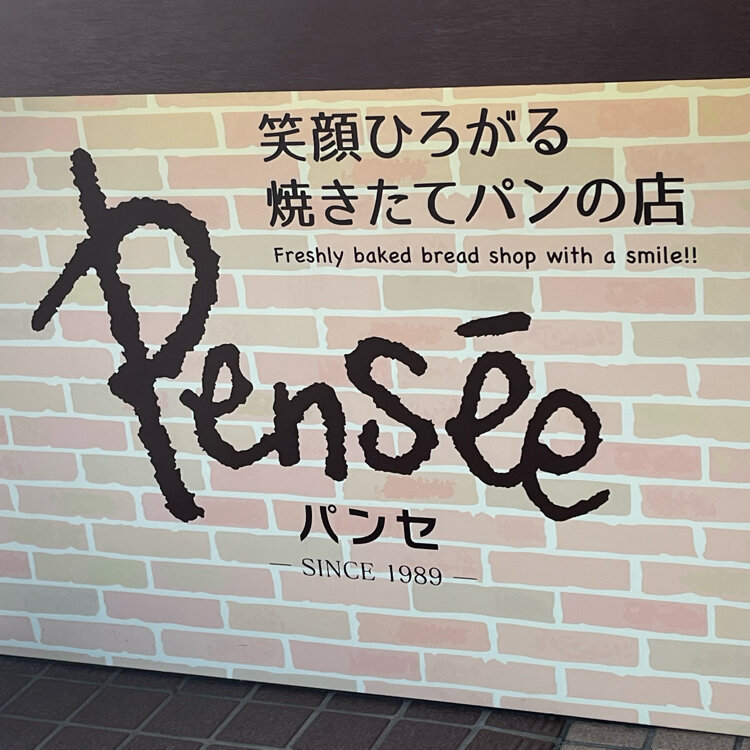 笑顔ひろがる
焼きたてパンの店
Freshly baked bread shop with a smile!!
Pensée
パンセ
— SINCE 1989 —